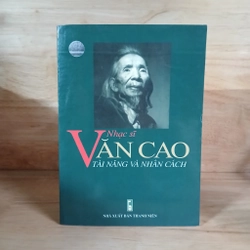 Nhạc sĩ
VĂN CAO
TÀI NĂNG VÀ NHÂN CÁCH
NHÀ XUẤT BẢN THANH NIÊN